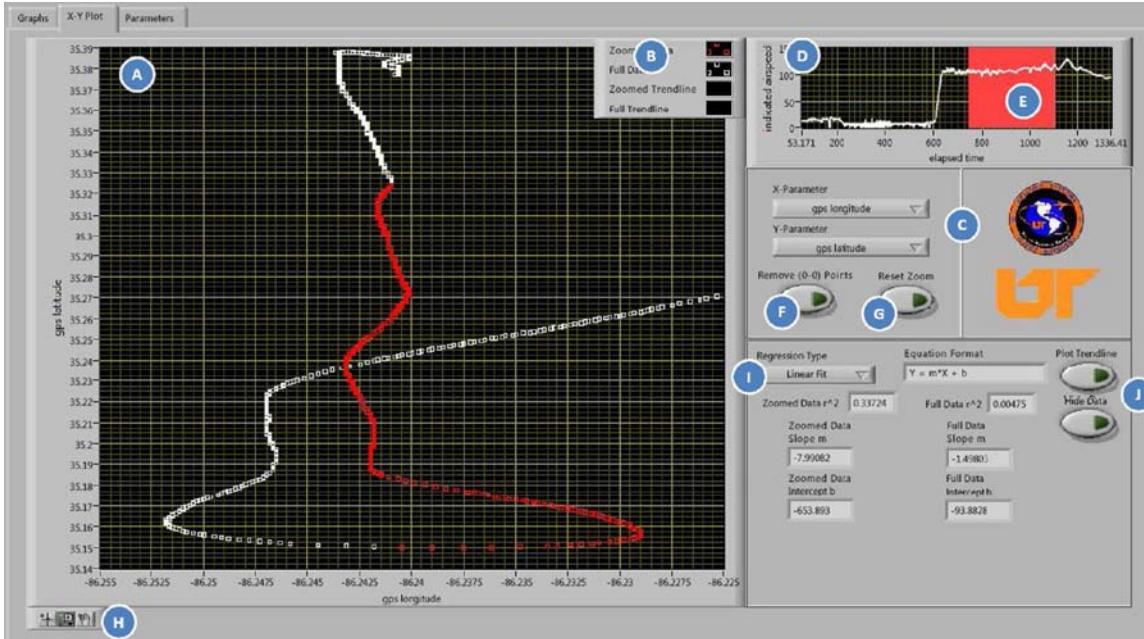 Graphs
X-Y Plot
Parameters
A
B
Full Da
Zoomed Trendline
Full Trendline
35.39
35.38
35.37
35.36
35.35
35.34
35.33
35.32
35.31
35.3
35.29
35.28
35.27
35.26
35.25
35.24
35.23
35.22
35.21
35.2
35.19
35.18
35.17
35.16
35.15
35.14
gps latitude
-86.255
-86.2525
-86.25
-86.2475
-86.245
-86.2425
-86.24
-86.2375
-86.235
-86.2325
-86.23
-86.2275
-86.225
gps longitude
H
D
E
indicated airspeed
100
50
0
53.171
200
400
600
800
1000
1200
1336.41
elapsed time
X-Parameter
gps longitude
Y-Parameter
gps latitude
C
Remove (0-0) Points
Reset Zoom
F
G
UT
Regression Type
Equation Format
Plot Trendline
I
Linear Fit
Y = m*X + b
J
Hide Data
Zoomed Data r^2
0.33724
Full Data r^2
0.00475
Zoomed Data
Slope m
-7.99082
Full Data
Slope m
-1.49803
Zoomed Data
Intercept b
-653.893
Full Data
Intercept b
-93.8828